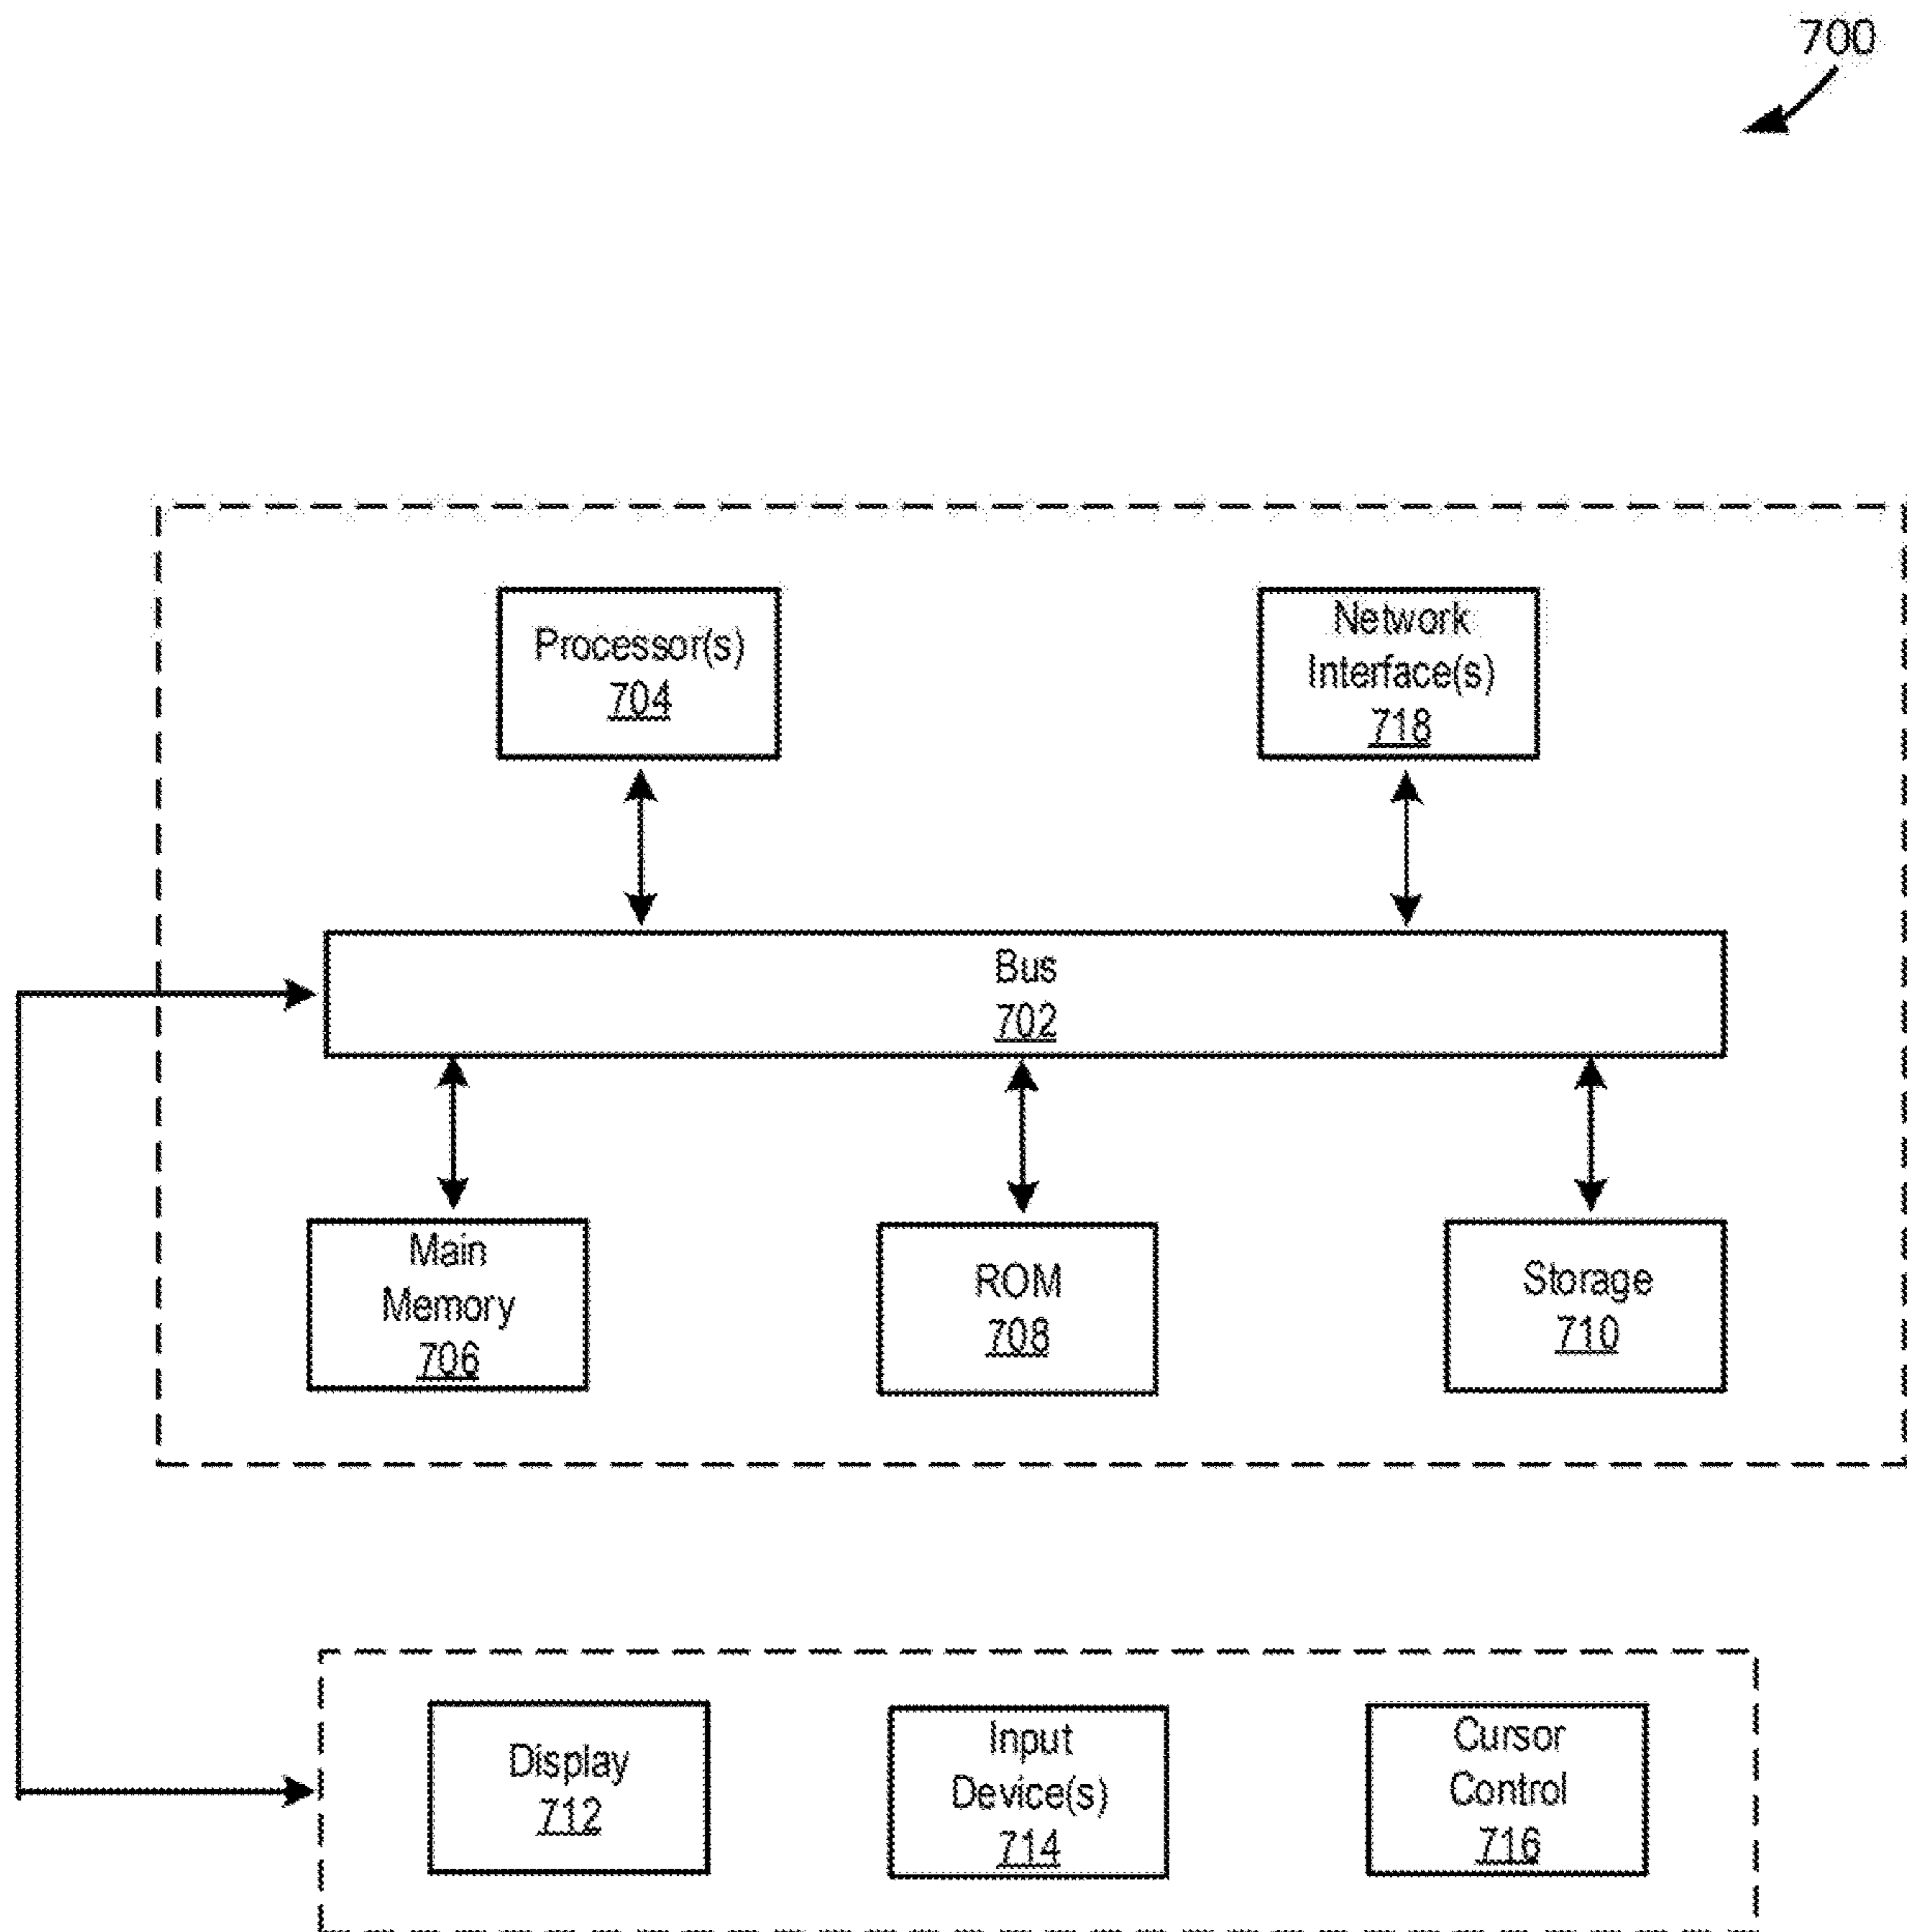 700
Processor(s)
704
Network
Interface(s)
718
Bus
702
Main
Memory
706
ROM
708
Storage
710
Display
712
Input
Device(s)
714
Cursor
Control
716